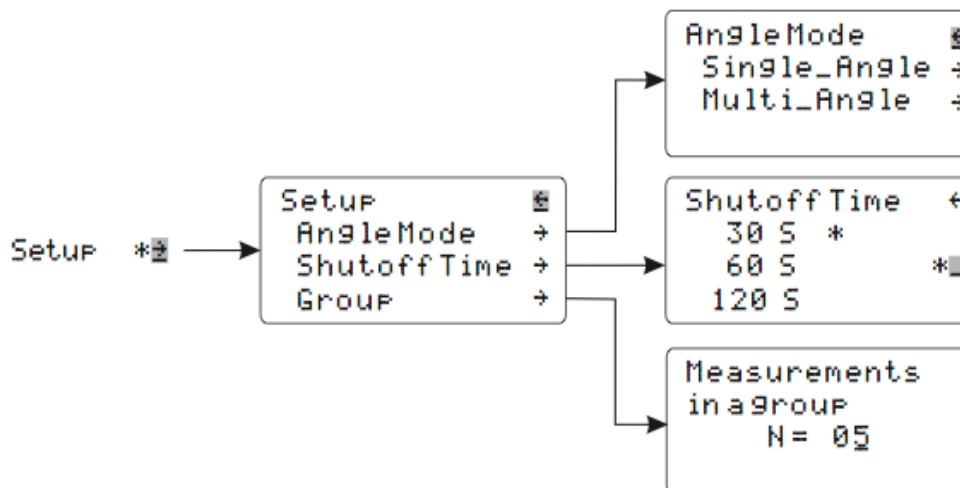 Setup *→
Setup ←
AngleMode →
ShutoffTime →
Group →
AngleMode ←
Single_Angle →
Multi_Angle →
ShutoffTime ←
30 S *
60 S *_
120 S
Measurements
in a group
N = 05